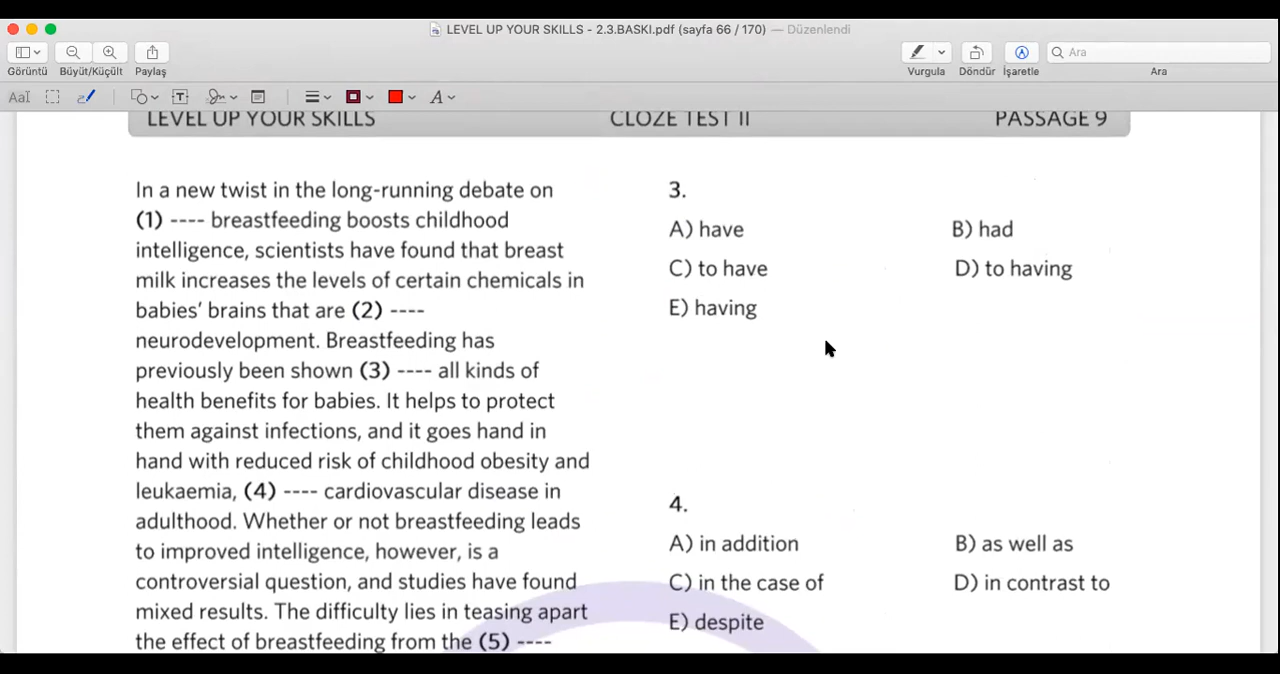 LEVEL UP YOUR SKILLS - 2.3.BASKI.pdf (sayfa 66 / 170) — Düzenlendi
Görüntü Büyüt/Küçült Paylaş Vurgula Döndür İşaretle Ara
Ara
AaI T A
LEVEL UP YOUR SKILLS CLOZE TEST II PASSAGE 9
In a new twist in the long-running debate on
(1) ---- breastfeeding boosts childhood
intelligence, scientists have found that breast
milk increases the levels of certain chemicals in
babies' brains that are (2) ----
neurodevelopment. Breastfeeding has
previously been shown (3) ---- all kinds of
health benefits for babies. It helps to protect
them against infections, and it goes hand in
hand with reduced risk of childhood obesity and
leukaemia, (4) ---- cardiovascular disease in
adulthood. Whether or not breastfeeding leads
to improved intelligence, however, is a
controversial question, and studies have found
mixed results. The difficulty lies in teasing apart
the effect of breastfeeding from the (5) ----
3.
A) have B) had
C) to have D) to having
E) having
4.
A) in addition B) as well as
C) in the case of D) in contrast to
E) despite